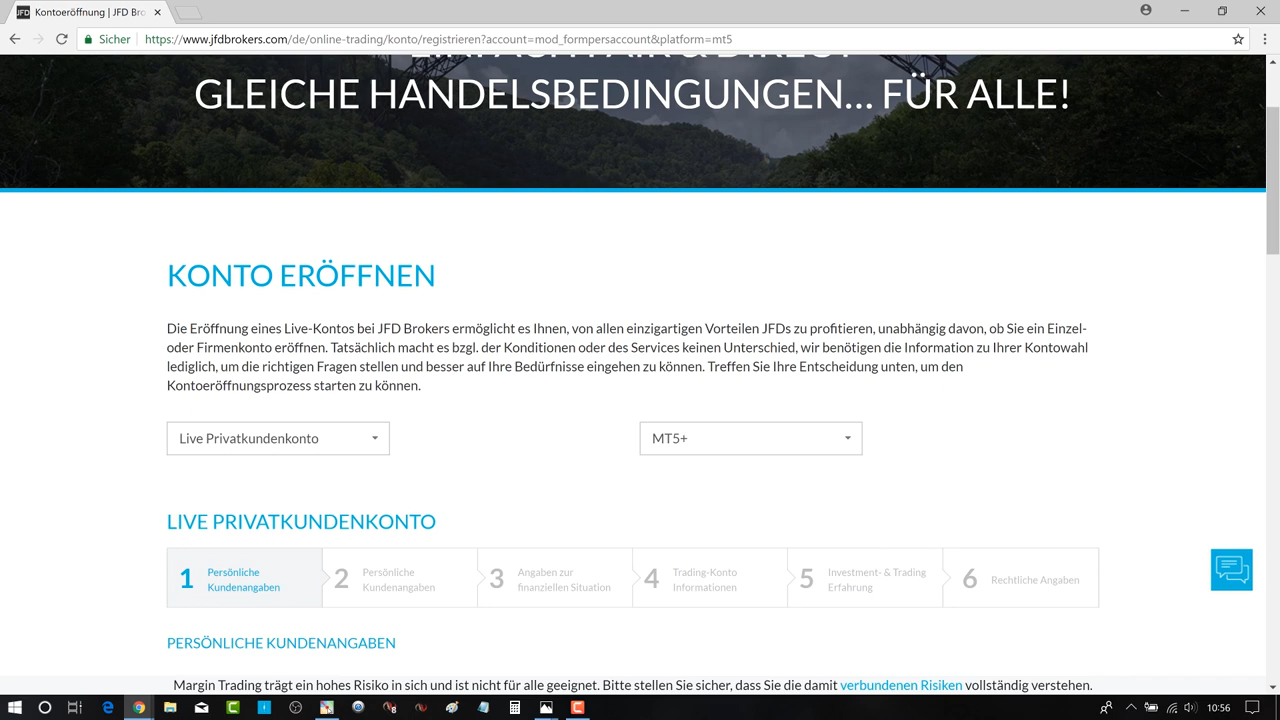 JFD Kontoeröffnung | JFD Bro
Sicher https://www.jfdbrokers.com/de/online-trading/konto/registrieren?account=mod_formpersaccount&platform=mt5
EINFACH FAIR & DIREKT
GLEICHE HANDELSBEDINGUNGEN... FÜR ALLE!
KONTO ERÖFFNEN
Die Eröffnung eines Live-Kontos bei JFD Brokers ermöglicht es Ihnen, von allen einzigartigen Vorteilen JFDs zu profitieren, unabhängig davon, ob Sie ein Einzel-
oder Firmenkonto eröffnen. Tatsächlich macht es bzgl. der Konditionen oder des Services keinen Unterschied, wir benötigen die Information zu Ihrer Kontowahl
lediglich, um die richtigen Fragen stellen und besser auf Ihre Bedürfnisse eingehen zu können. Treffen Sie Ihre Entscheidung unten, um den
Kontoeröffnungsprozess starten zu können.
Live Privatkundenkonto
MT5+
LIVE PRIVATKUNDENKONTO
1 Persönliche
Kundenangaben
2 Persönliche
Kundenangaben
3 Angaben zur
finanziellen Situation
4 Trading-Konto
Informationen
5 Investment- & Trading
Erfahrung
6 Rechtliche Angaben
PERSÖNLICHE KUNDENANGABEN
Margin Trading trägt ein hohes Risiko in sich und ist nicht für alle geeignet. Bitte stellen Sie sicher, dass Sie die damit verbundenen Risiken vollständig verstehen.
10:56